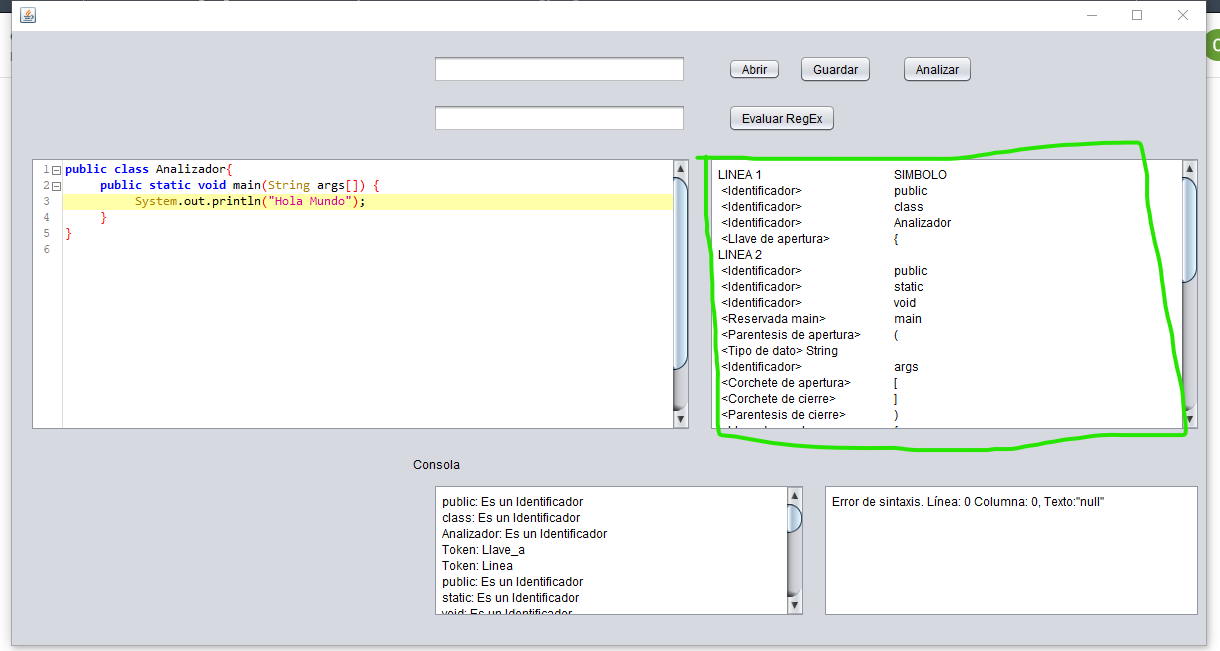 Abrir Guardar Analizar
Evaluar RegEx
1 public class Analizador{
2 public static void main(String args[]) {
3 System.out.println("Hola Mundo");
4 }
5 }
6
LINEA 1 SIMBOLO
<Identificador> public
<Identificador> class
<Identificador> Analizador
<Llave de apertura> {
LINEA 2
<Identificador> public
<Identificador> static
<Identificador> void
<Reservada main> main
<Parentesis de apertura> (
<Tipo de dato> String
<Identificador> args
<Corchete de apertura> [
<Corchete de cierre> ]
<Parentesis de cierre> )
Consola
public: Es un Identificador
class: Es un Identificador
Analizador: Es un Identificador
Token: Llave_a
Token: Linea
public: Es un Identificador
static: Es un Identificador
void: Es un Identificador
Error de sintaxis. Línea: 0 Columna: 0, Texto:"null"